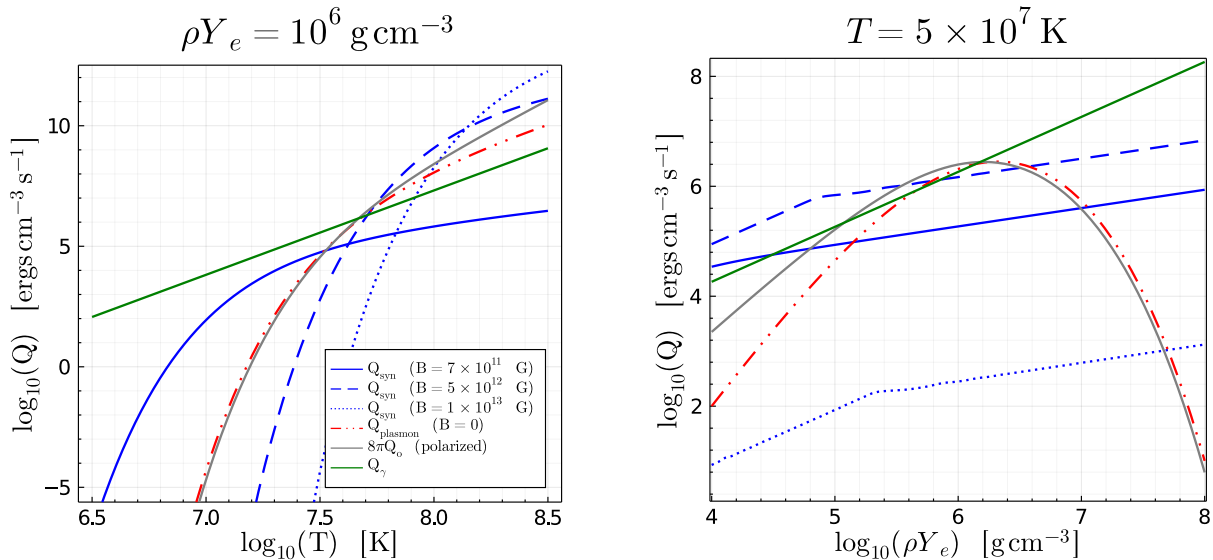 ρY_e = 10^6 g cm^−3
log10(Q) [ergs cm^−3 s^−1]
10
5
0
−5
6.5 7.0 7.5 8.0 8.5
log10(T) [K]
Q_syn (B = 7 × 10^11 G)
Q_syn (B = 5 × 10^12 G)
Q_syn (B = 1 × 10^13 G)
Q_plasmon (B = 0)
8πQ_o (polarized)
Q_γ
T = 5 × 10^7 K
log10(Q) [ergs cm^−3 s^−1]
8
6
4
2
4 5 6 7 8
log10(ρY_e) [g cm^−3]